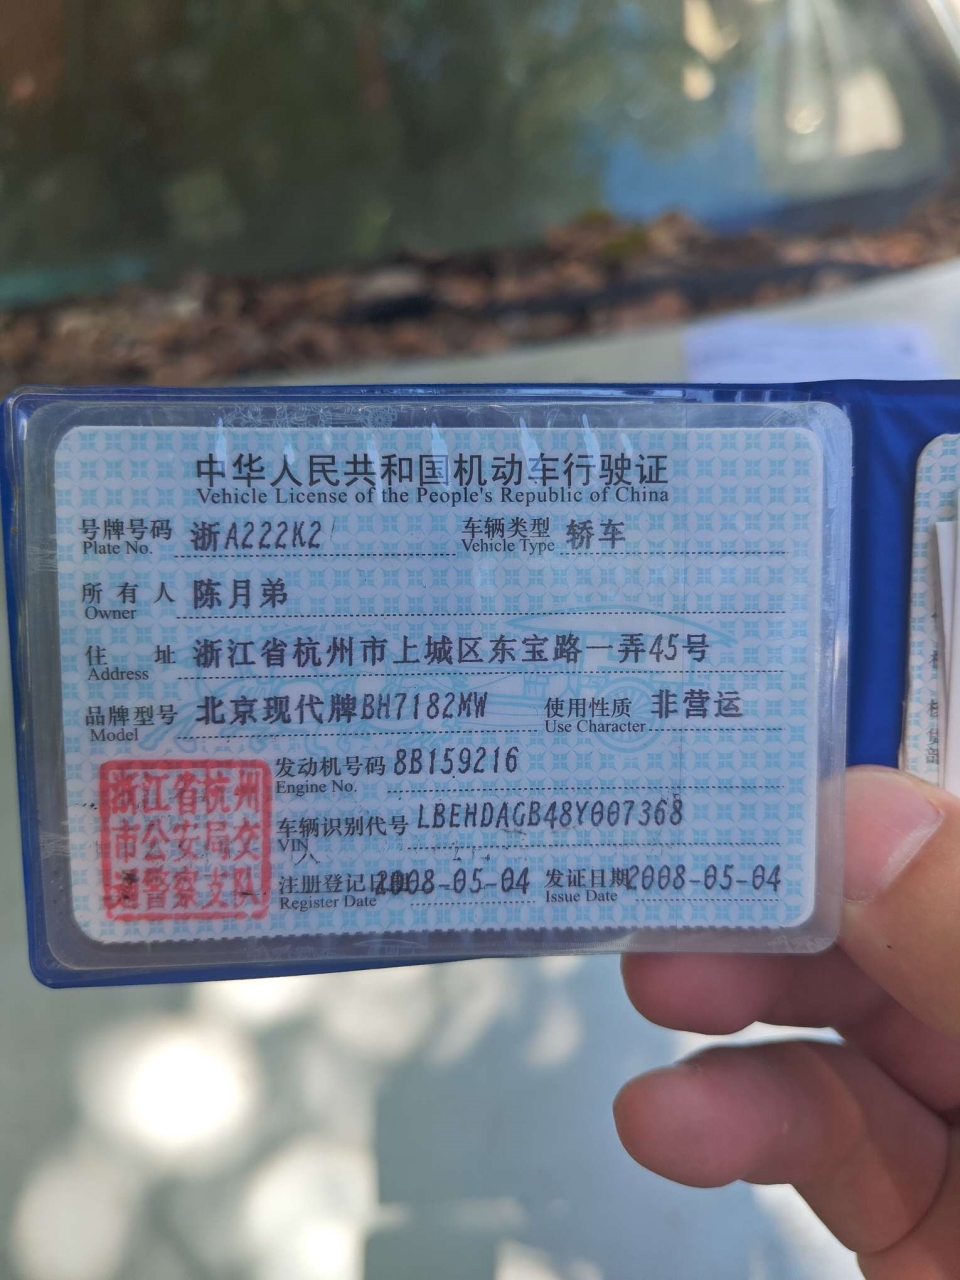 中华人民共和国机动车行驶证
Vehicle License of the People's Republic of China
号牌号码 浙A222K2 车辆类型 轿车
Plate No. Vehicle Type
所有人 陈月弟
Owner
住址 浙江省杭州市上城区东宝路一弄45号
Address
品牌型号 北京现代牌BH7182MW 使用性质 非营运
Model Use Character
发动机号码 8B159216
Engine No.
车辆识别代号 LBEHDAGB48Y007368
VIN
注册登记日期 2008-05-04 发证日期 2008-05-04
Register Date Issue Date
浙江省杭州
市公安局交
通警察支队